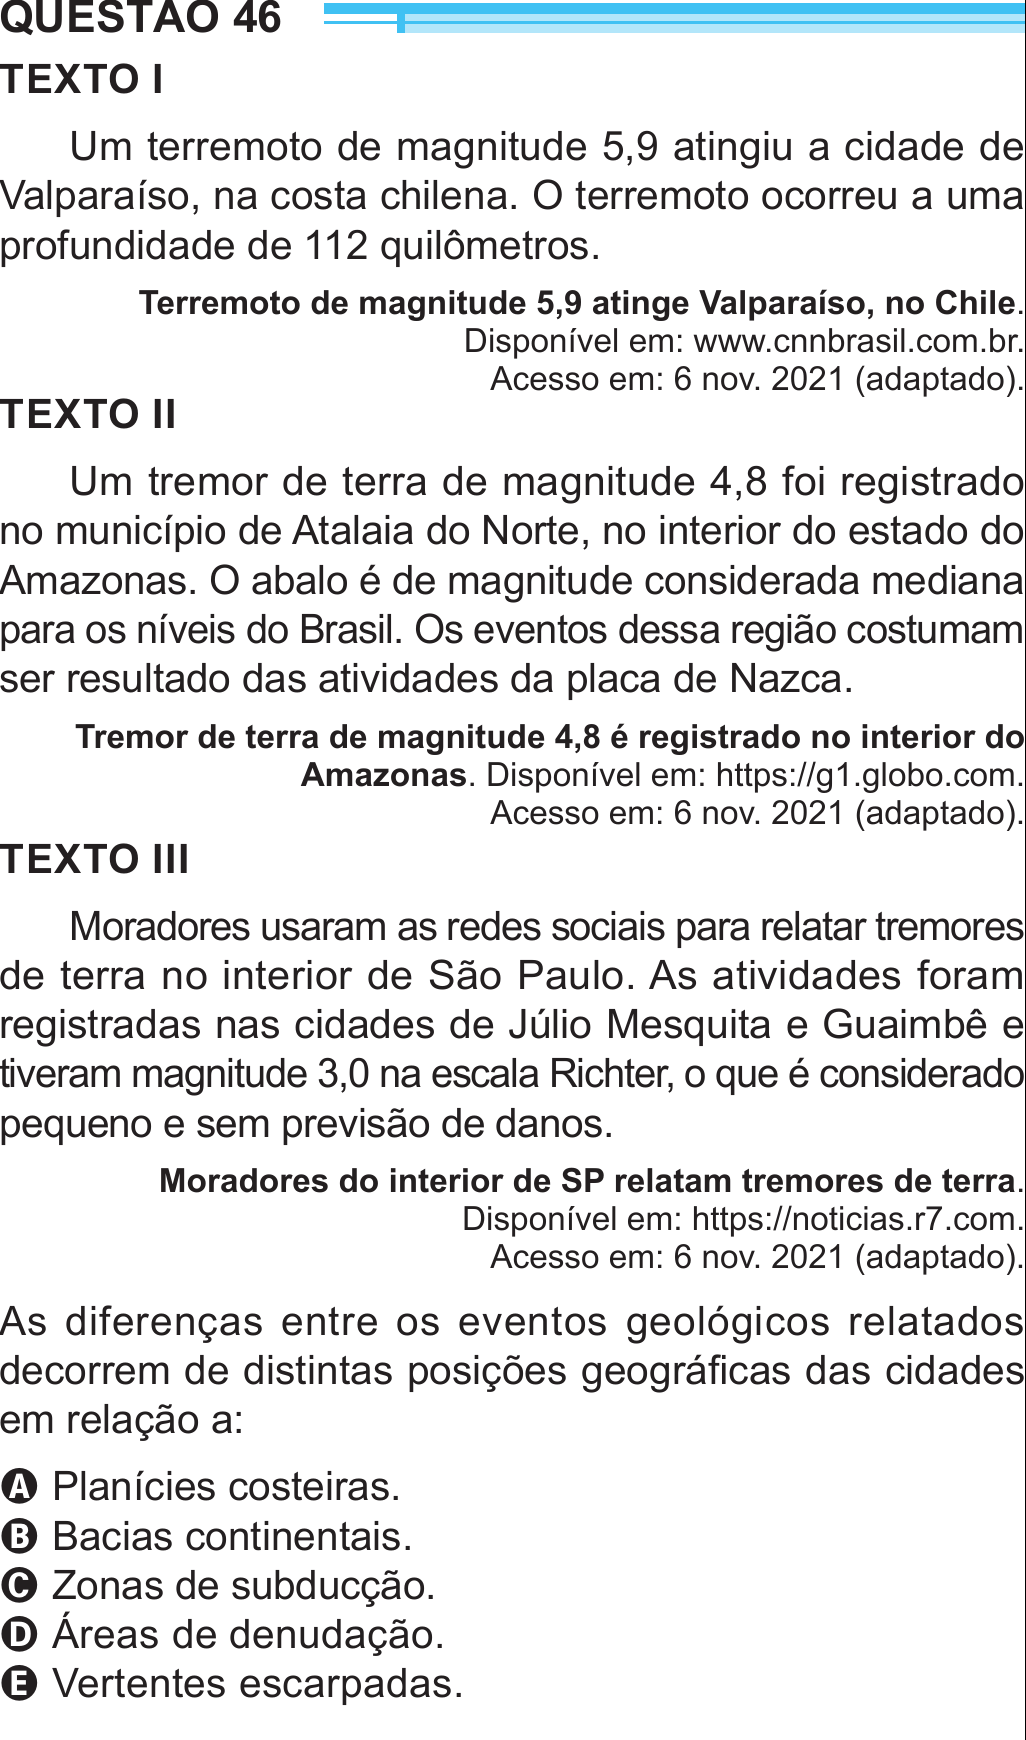 QUESTÃO 46
TEXTO I
Um terremoto de magnitude 5,9 atingiu a cidade de
Valparaíso, na costa chilena. O terremoto ocorreu a uma
profundidade de 112 quilômetros.
Terremoto de magnitude 5,9 atinge Valparaíso, no Chile.
Disponível em: www.cnnbrasil.com.br.
Acesso em: 6 nov. 2021 (adaptado).
TEXTO II
Um tremor de terra de magnitude 4,8 foi registrado
no município de Atalaia do Norte, no interior do estado do
Amazonas. O abalo é de magnitude considerada mediana
para os níveis do Brasil. Os eventos dessa região costumam
ser resultado das atividades da placa de Nazca.
Tremor de terra de magnitude 4,8 é registrado no interior do
Amazonas. Disponível em: https://g1.globo.com.
Acesso em: 6 nov. 2021 (adaptado).
TEXTO III
Moradores usaram as redes sociais para relatar tremores
de terra no interior de São Paulo. As atividades foram
registradas nas cidades de Júlio Mesquita e Guaimbê e
tiveram magnitude 3,0 na escala Richter, o que é considerado
pequeno e sem previsão de danos.
Moradores do interior de SP relatam tremores de terra.
Disponível em: https://noticias.r7.com.
Acesso em: 6 nov. 2021 (adaptado).
As diferenças entre os eventos geológicos relatados
decorrem de distintas posições geográficas das cidades
em relação a:
A Planícies costeiras.
B Bacias continentais.
C Zonas de subducção.
D Áreas de denudação.
E Vertentes escarpadas.